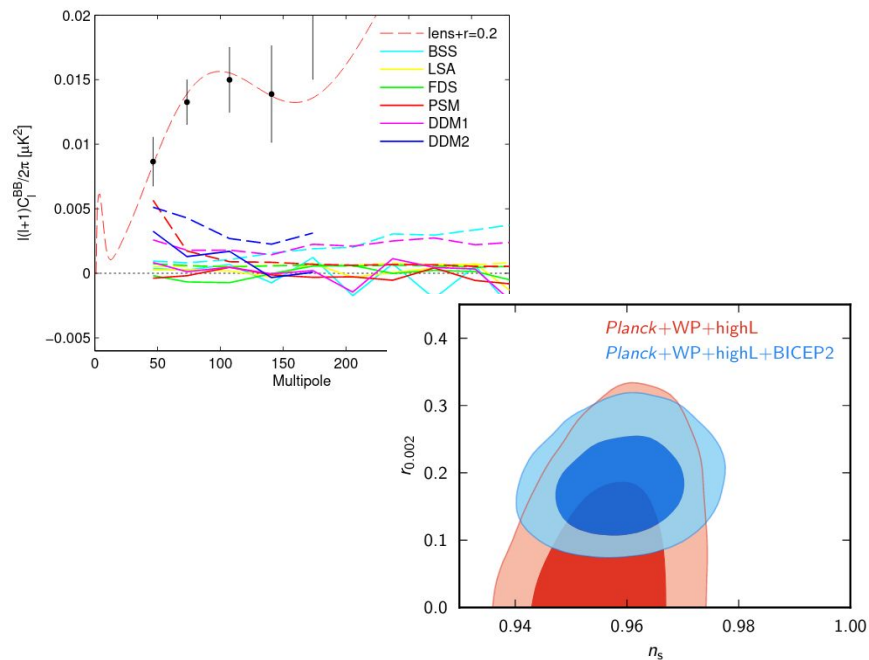 0.02
0.015
0.01
0.005
0
−0.005
l(l+1)C_l^BB/2π [μK²]
0 50 100 150 200
Multipole
lens+r=0.2
BSS
LSA
FDS
PSM
DDM1
DDM2
Planck+WP+highL
Planck+WP+highL+BICEP2
0.4
0.3
0.2
0.1
0.0
r_0.002
0.94 0.96 0.98 1.00
n_s